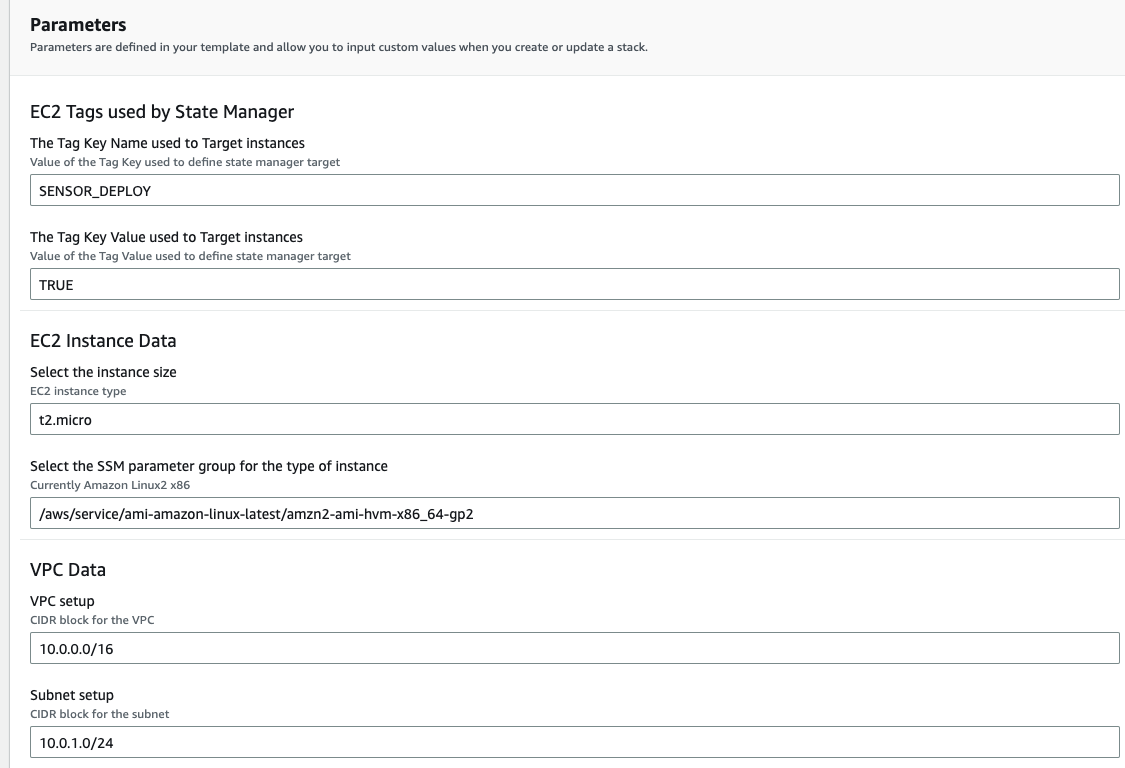 Parameters
Parameters are defined in your template and allow you to input custom values when you create or update a stack.
EC2 Tags used by State Manager
The Tag Key Name used to Target instances
Value of the Tag Key used to define state manager target
SENSOR_DEPLOY
The Tag Key Value used to Target instances
Value of the Tag Value used to define state manager target
TRUE
EC2 Instance Data
Select the instance size
EC2 instance type
t2.micro
Select the SSM parameter group for the type of instance
Currently Amazon Linux2 x86
/aws/service/ami-amazon-linux-latest/amzn2-ami-hvm-x86_64-gp2
VPC Data
VPC setup
CIDR block for the VPC
10.0.0.0/16
Subnet setup
CIDR block for the subnet
10.0.1.0/24